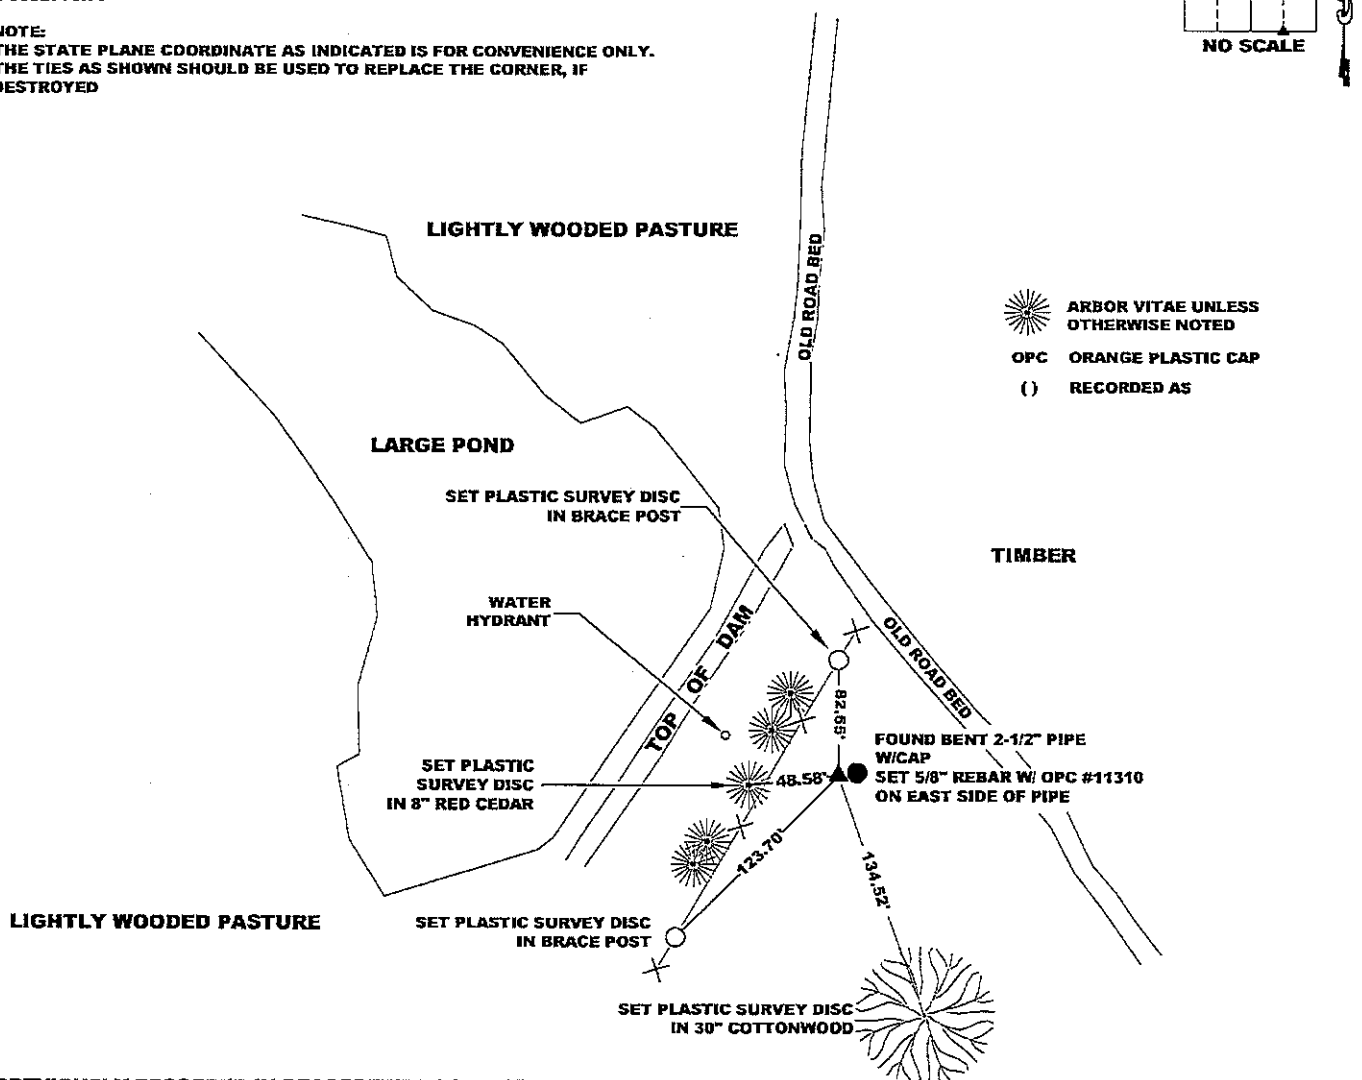 NOTE:
THE STATE PLANE COORDINATE AS INDICATED IS FOR CONVENIENCE ONLY.
THE TIES AS SHOWN SHOULD BE USED TO REPLACE THE CORNER, IF
DESTROYED
NO SCALE
LIGHTLY WOODED PASTURE
OLD ROAD BED
ARBOR VITAE UNLESS
OTHERWISE NOTED
OPC ORANGE PLASTIC CAP
( ) RECORDED AS
LARGE POND
SET PLASTIC SURVEY DISC
IN BRACE POST
TIMBER
WATER
HYDRANT
TOP OF DAM
OLD ROAD BED
82.65'
FOUND BENT 2-1/2" PIPE
W/CAP
SET 5/8" REBAR W/ OPC #11310
ON EAST SIDE OF PIPE
SET PLASTIC
SURVEY DISC
IN 8" RED CEDAR
48.58'
123.70'
134.52'
LIGHTLY WOODED PASTURE
SET PLASTIC SURVEY DISC
IN BRACE POST
SET PLASTIC SURVEY DISC
IN 30" COTTONWOOD